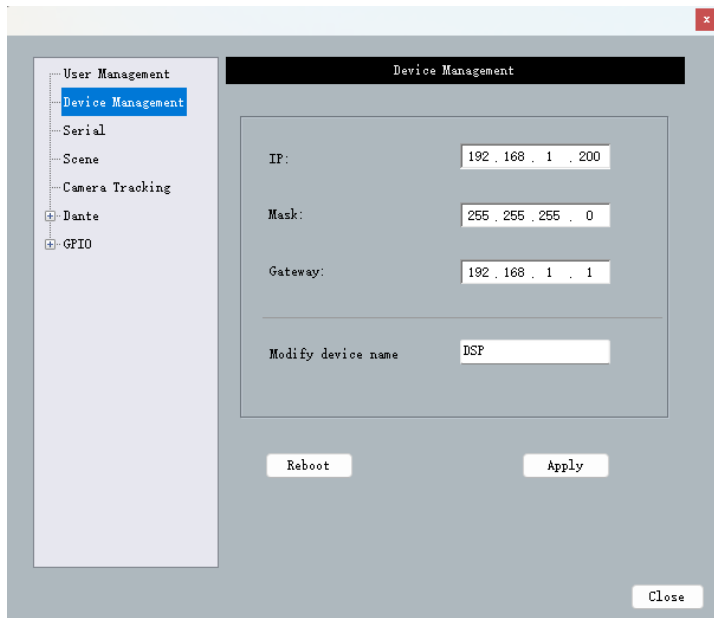 x
User Management
Device Management
Serial
Scene
Camera Tracking
Dante
GPIO
Device Management
IP: 192 . 168 . 1 . 200
Mask: 255 . 255 . 255 . 0
Gateway: 192 . 168 . 1 . 1
Modify device name DSP
Reboot Apply
Close